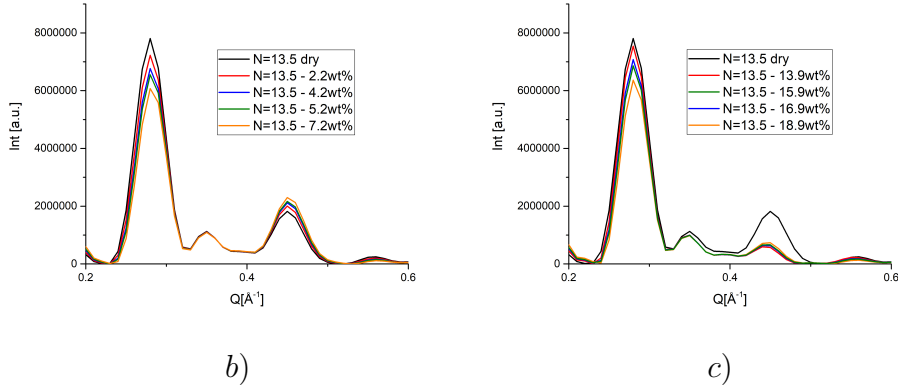 8000000
6000000
4000000
2000000
0
Int [a.u.]
N=13.5 dry
N=13.5 - 2.2wt%
N=13.5 - 4.2wt%
N=13.5 - 5.2wt%
N=13.5 - 7.2wt%
0.2
0.4
0.6
Q[Å⁻¹]
b)
8000000
6000000
4000000
2000000
0
Int [a.u.]
N=13.5 dry
N=13.5 - 13.9wt%
N=13.5 - 15.9wt%
N=13.5 - 16.9wt%
N=13.5 - 18.9wt%
0.2
0.4
0.6
Q[Å⁻¹]
c)